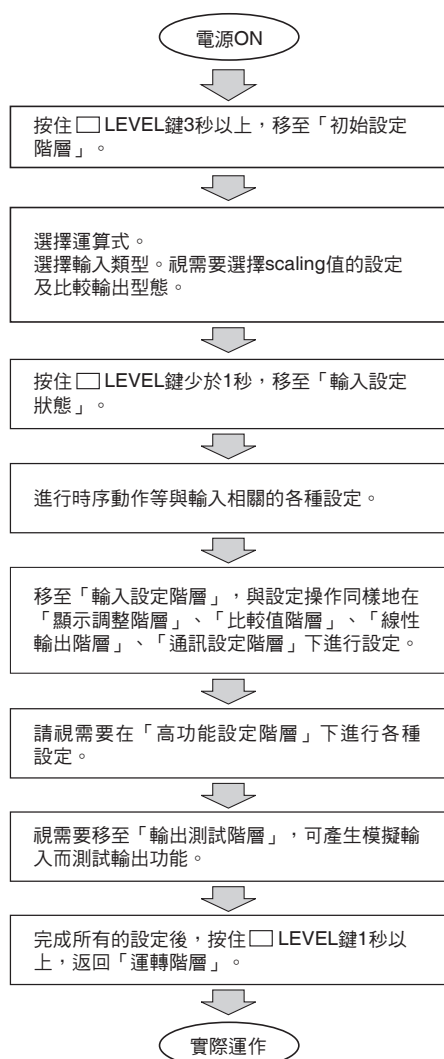 電源ON
按住□LEVEL鍵3秒以上，移至「初始設定
階層」。
選擇運算式。
選擇輸入類型。視需要選擇scaling值的設定
及比較輸出型態。
按住□LEVEL鍵少於1秒，移至「輸入設定
狀態」。
進行時序動作等與輸入相關的各種設定。
移至「輸入設定階層」，與設定操作同樣地在
「顯示調整階層」、「比較值階層」、「線性
輸出階層」、「通訊設定階層」下進行設定。
請視需要在「高功能設定階層」下進行各種
設定。
視需要移至「輸出測試階層」，可產生模擬輸
入而測試輸出功能。
完成所有的設定後，按住□LEVEL鍵1秒以
上，返回「運轉階層」。
實際運作